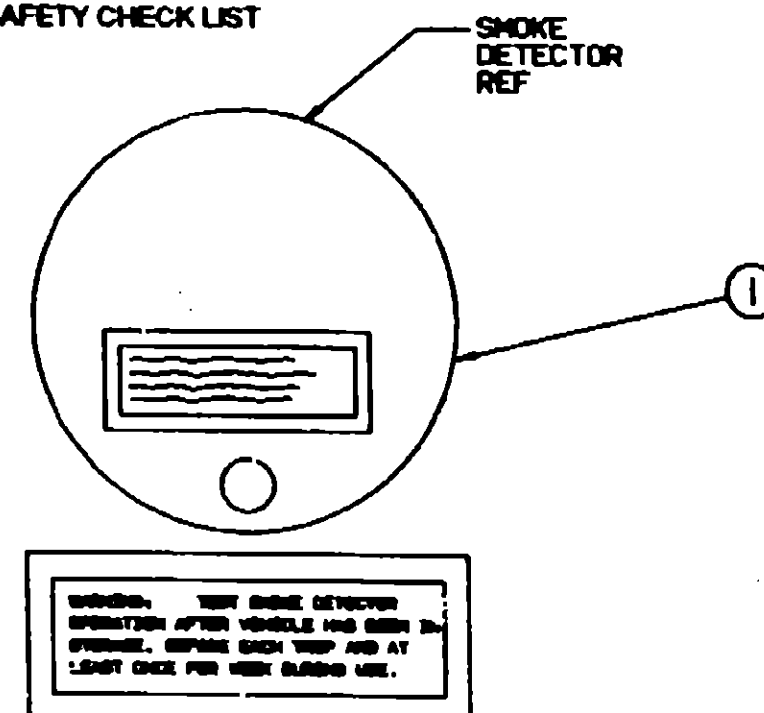 AFETY CHECK LIST
SMOKE
DETECTOR
REF
1
WARNING, TEST SMOKE DETECTOR
OPERATION AFTER VEHICLE HAS BEEN IN
STORAGE, BEFORE EACH TRIP AND AT
LEAST ONCE PER WEEK DURING USE.